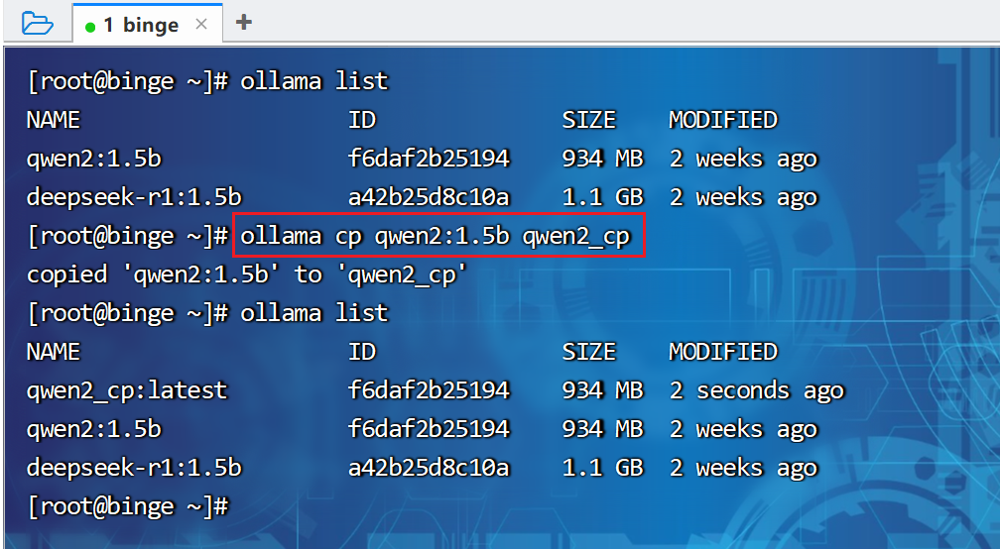 1 binge × +
[root@binge ~]# ollama list
NAME ID SIZE MODIFIED
qwen2:1.5b f6daf2b25194 934 MB 2 weeks ago
deepseek-r1:1.5b a42b25d8c10a 1.1 GB 2 weeks ago
[root@binge ~]# ollama cp qwen2:1.5b qwen2_cp
copied 'qwen2:1.5b' to 'qwen2_cp'
[root@binge ~]# ollama list
NAME ID SIZE MODIFIED
qwen2_cp:latest f6daf2b25194 934 MB 2 seconds ago
qwen2:1.5b f6daf2b25194 934 MB 2 weeks ago
deepseek-r1:1.5b a42b25d8c10a 1.1 GB 2 weeks ago
[root@binge ~]#